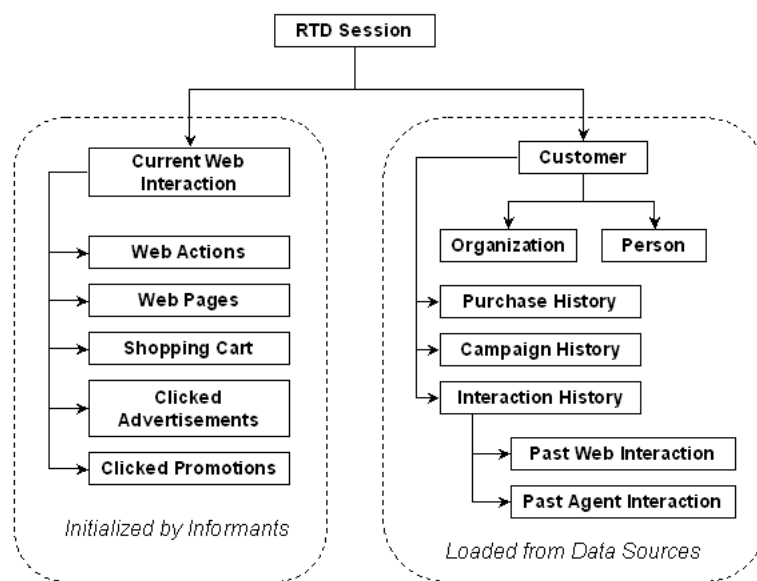 RTD Session
Current Web
Interaction
Web Actions
Web Pages
Shopping Cart
Clicked
Advertisements
Clicked Promotions
Initialized by Informants
Customer
Organization
Person
Purchase History
Campaign History
Interaction History
Past Web Interaction
Past Agent Interaction
Loaded from Data Sources